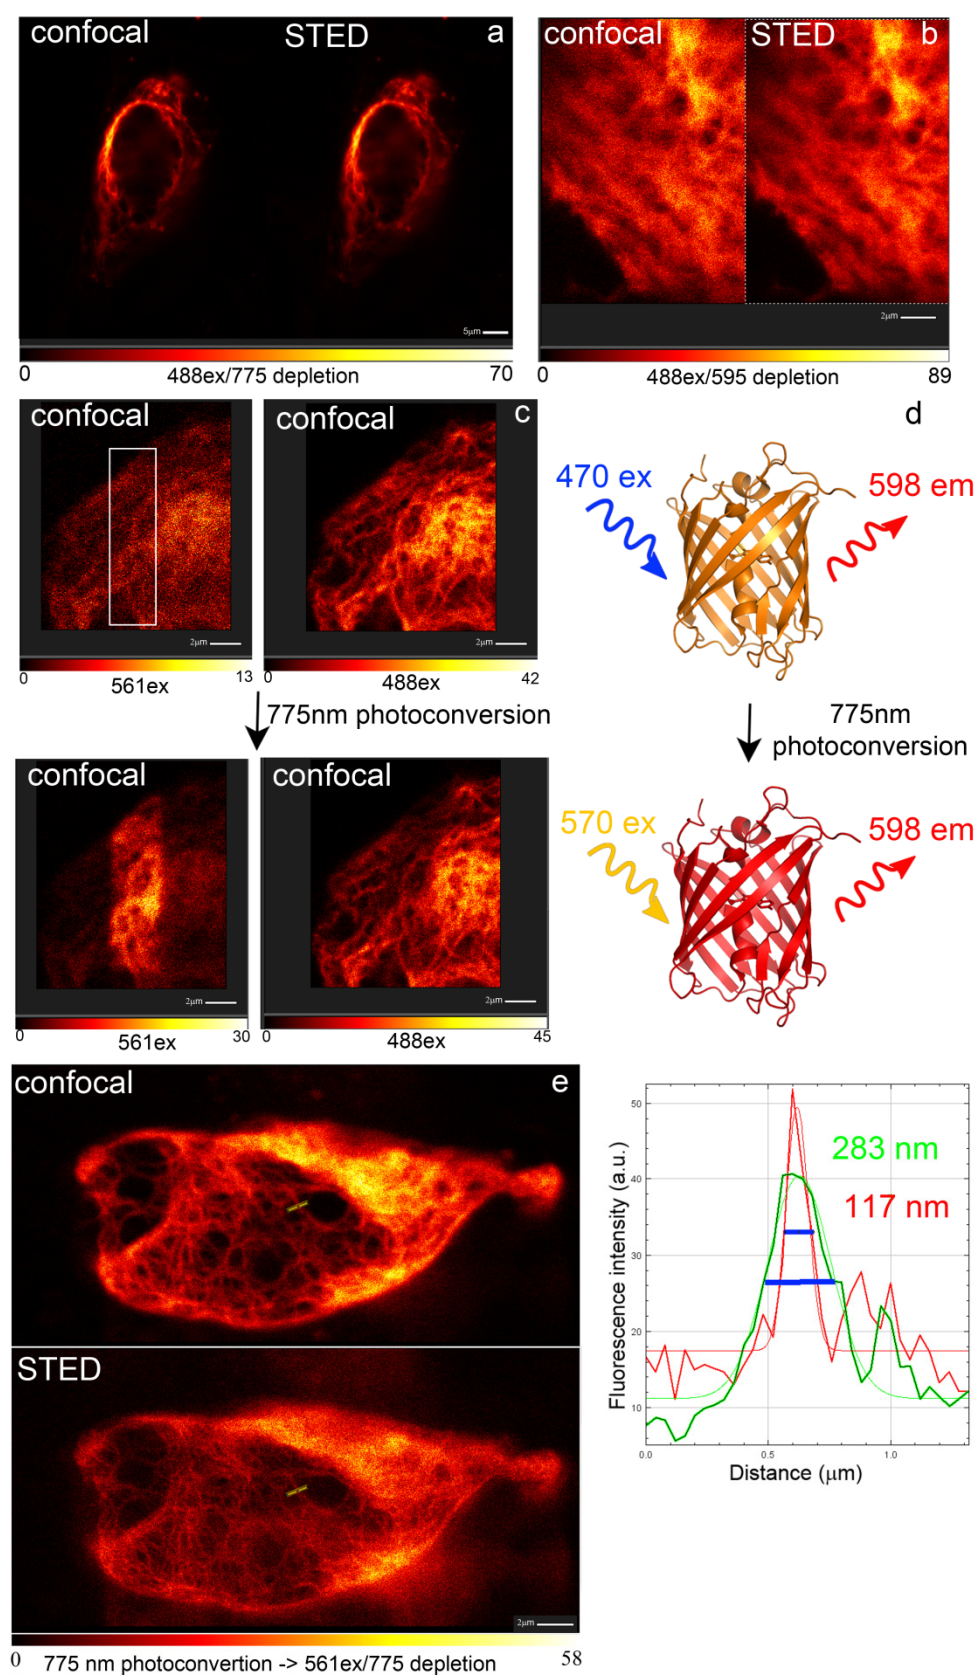 confocal
STED
a
5μm
0
488ex/775 depletion
70
confocal
STED
b
2μm
0
488ex/595 depletion
89
confocal
2μm
0
561ex
13
confocal
c
2μm
0
488ex
42
775nm photoconversion
confocal
2μm
0
561ex
30
confocal
2μm
0
488ex
45
d
470 ex
598 em
775nm
photoconversion
570 ex
598 em
confocal
e
STED
2μm
0
775 nm photoconvertion -> 561ex/775 depletion
58
Fluorescence intensity (a.u.)
50
40
30
20
10
283 nm
117 nm
0.0
0.5
1.0
Distance (μm)